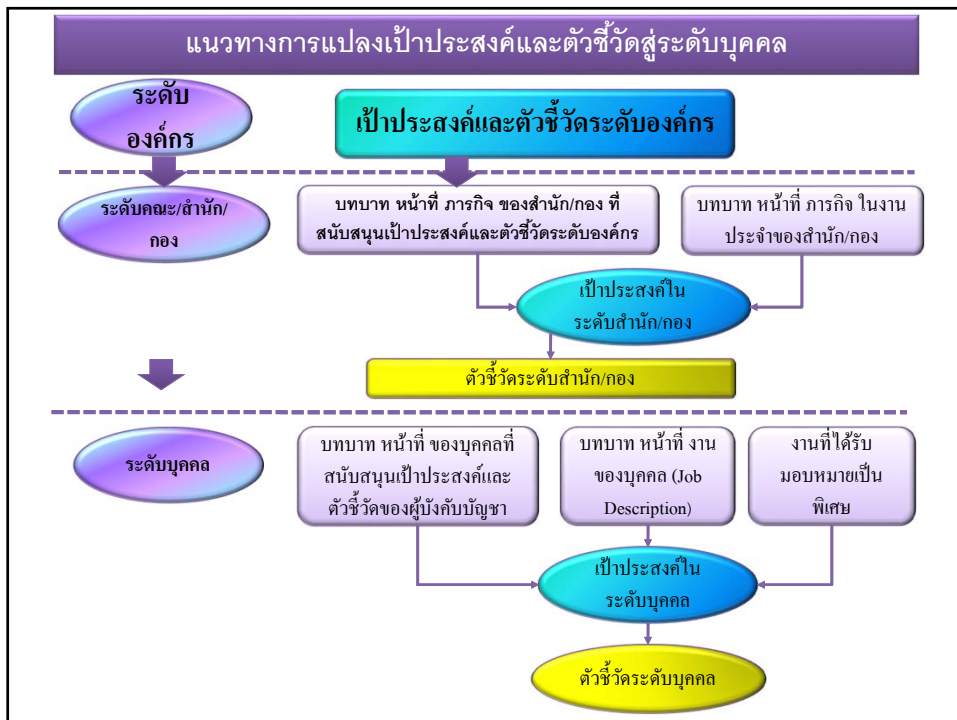 แนวทางการแปลงเป้าประสงค์และตัวชี้วัดสู่ระดับบุคคล
ระดับ
องค์กร
เป้าประสงค์และตัวชี้วัดระดับองค์กร
ระดับคณะ/สำนัก/
กอง
บทบาท หน้าที่ ภารกิจ ของสำนัก/กอง ที่
สนับสนุนเป้าประสงค์และตัวชี้วัดระดับองค์กร
บทบาท หน้าที่ ภารกิจ ในงาน
ประจำของสำนัก/กอง
เป้าประสงค์ใน
ระดับสำนัก/กอง
ตัวชี้วัดระดับสำนัก/กอง
ระดับบุคคล
บทบาท หน้าที่ ของบุคคลที่
สนับสนุนเป้าประสงค์และ
ตัวชี้วัดของผู้บังคับบัญชา
บทบาท หน้าที่ งาน
ของบุคคล (Job
Description)
งานที่ได้รับ
มอบหมายเป็น
พิเศษ
เป้าประสงค์ใน
ระดับบุคคล
ตัวชี้วัดระดับบุคคล